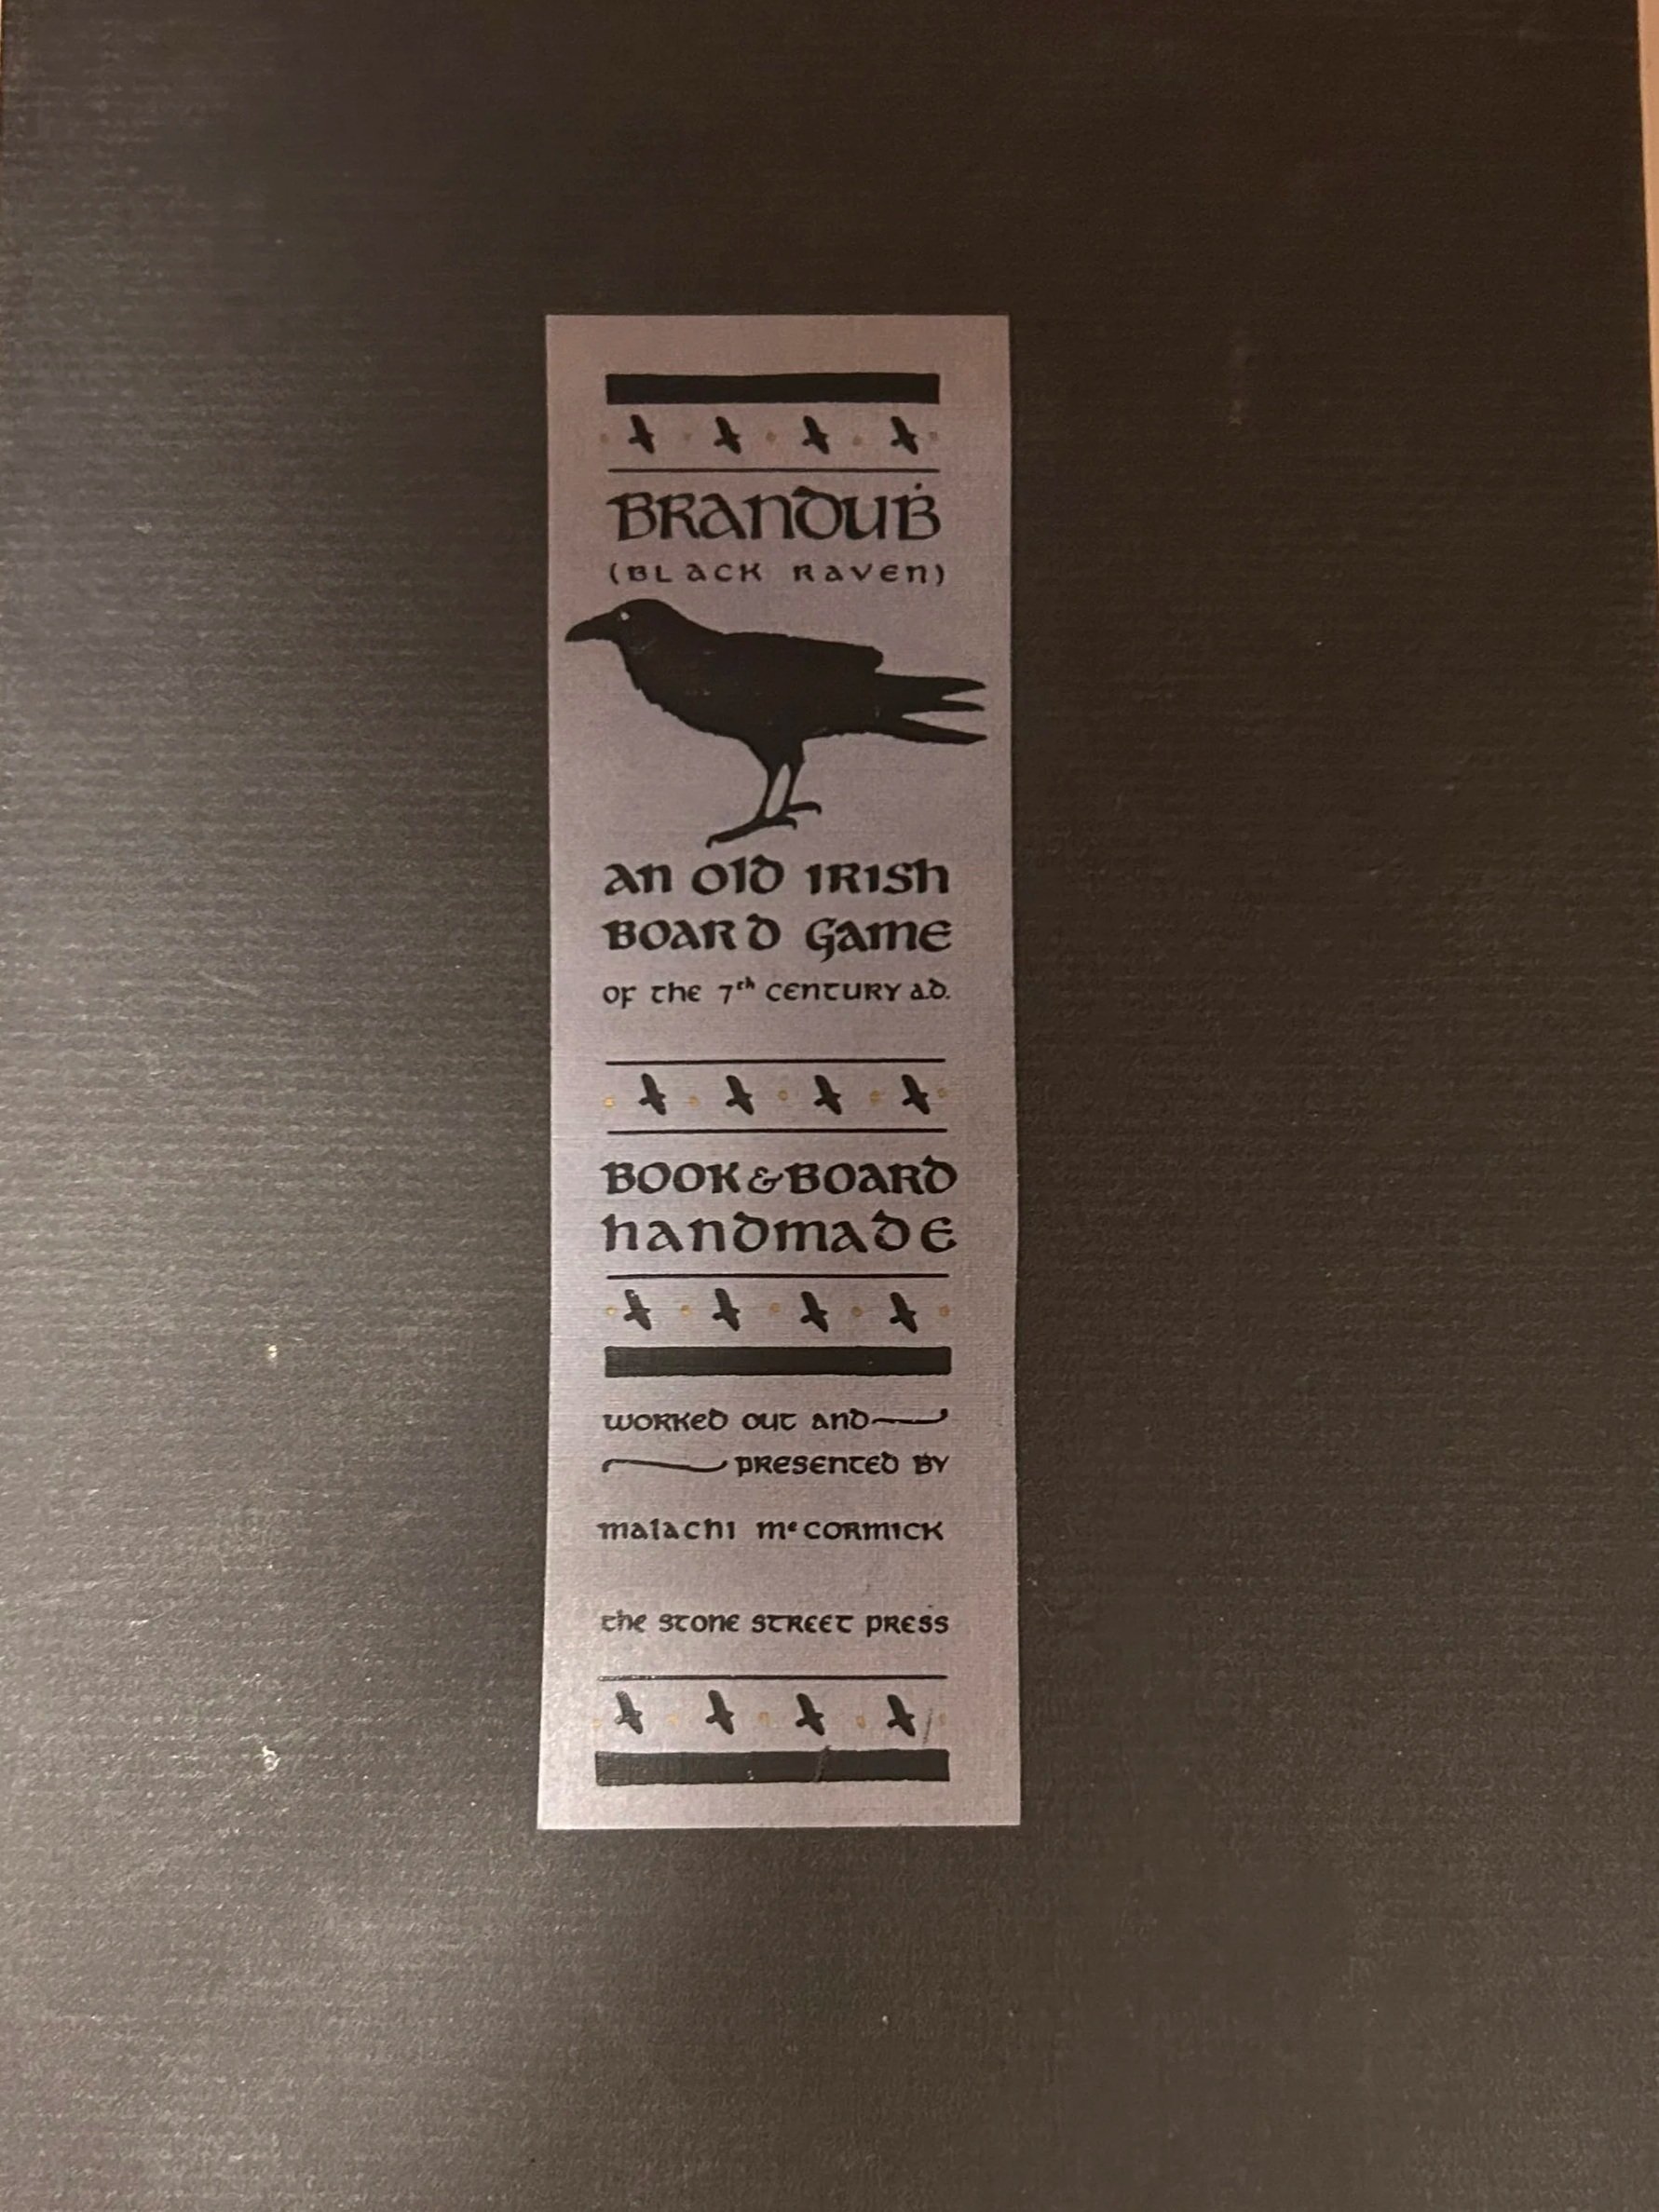 BRANDUḂ
(BLACK RAVEN)
AN OLD IRISH
BOARD GAME
OF THE 7th CENTURY A.D.
BOOK & BOARD
HANDMADE
WORKED OUT AND
PRESENTED BY
MALACHI McCORMICK
THE STONE STREET PRESS